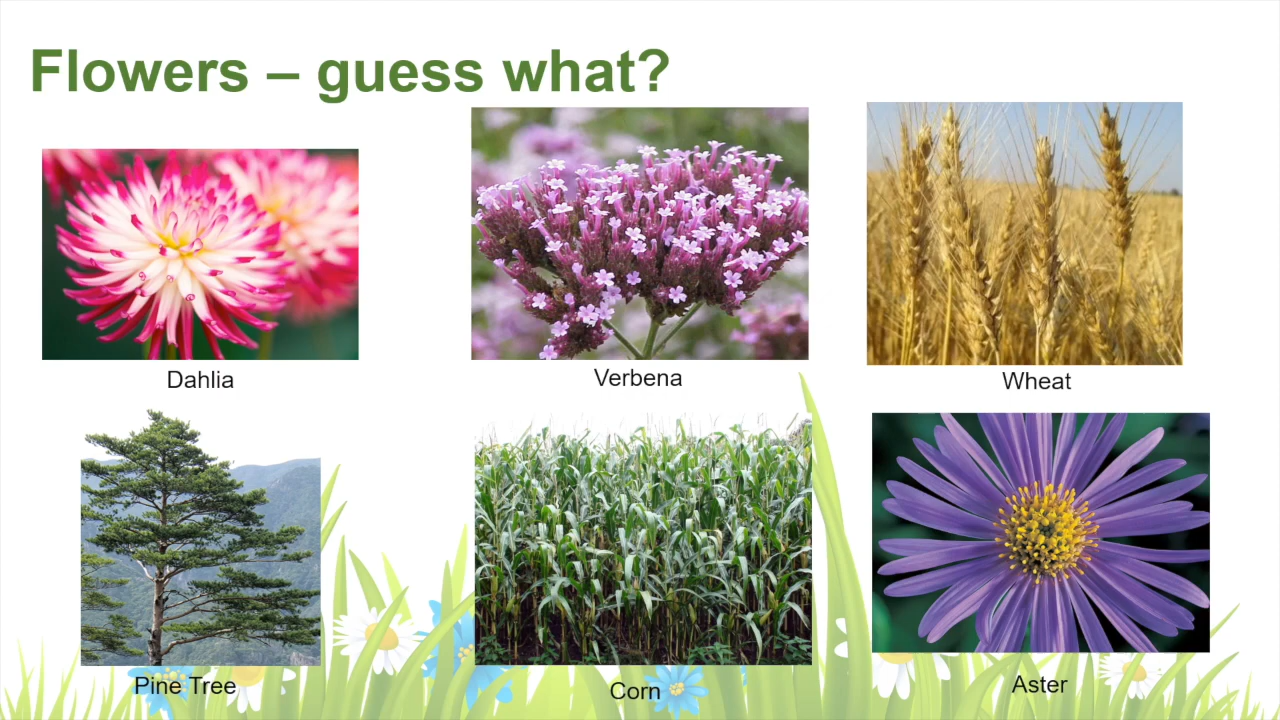 Flowers – guess what?
Dahlia
Verbena
Wheat
Pine Tree
Corn
Aster